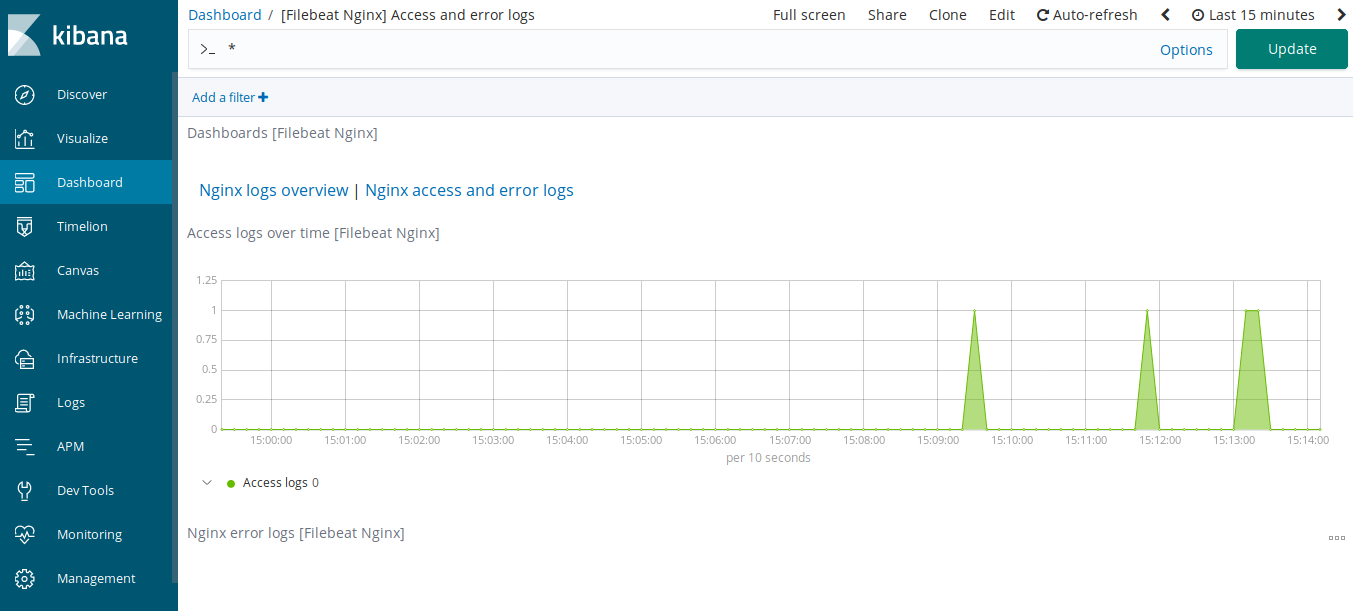 kibana
Discover
Visualize
Dashboard
Timelion
Canvas
Machine Learning
Infrastructure
Logs
APM
Dev Tools
Monitoring
Management
Dashboard / [Filebeat Nginx] Access and error logs
Full screen Share Clone Edit Auto-refresh Last 15 minutes
>_ * Options Update
Add a filter
Dashboards [Filebeat Nginx]
Nginx logs overview | Nginx access and error logs
Access logs over time [Filebeat Nginx]
1.25
1
0.75
0.5
0.25
0
15:00:00 15:01:00 15:02:00 15:03:00 15:04:00 15:05:00 15:06:00 15:07:00 15:08:00 15:09:00 15:10:00 15:11:00 15:12:00 15:13:00 15:14:00
per 10 seconds
Access logs 0
Nginx error logs [Filebeat Nginx]